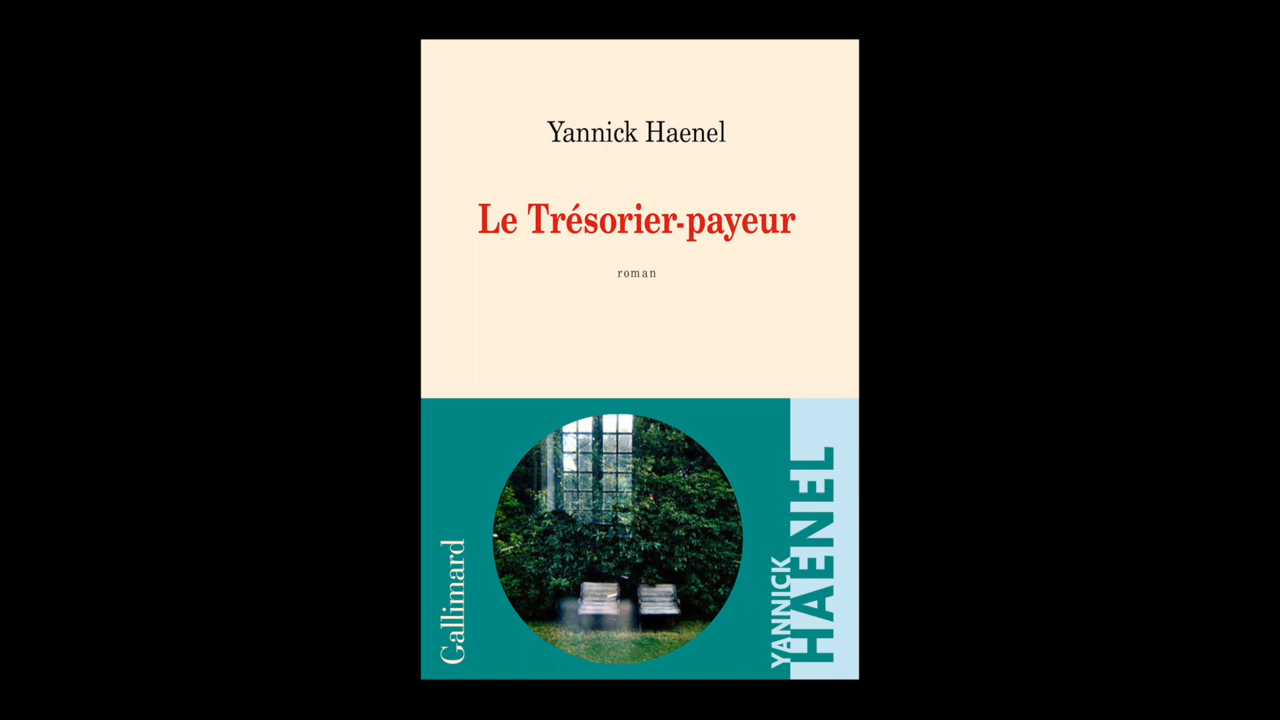 Yannick Haenel
Le Trésorier-payeur
roman
Gallimard
YANNICK
HAENEL